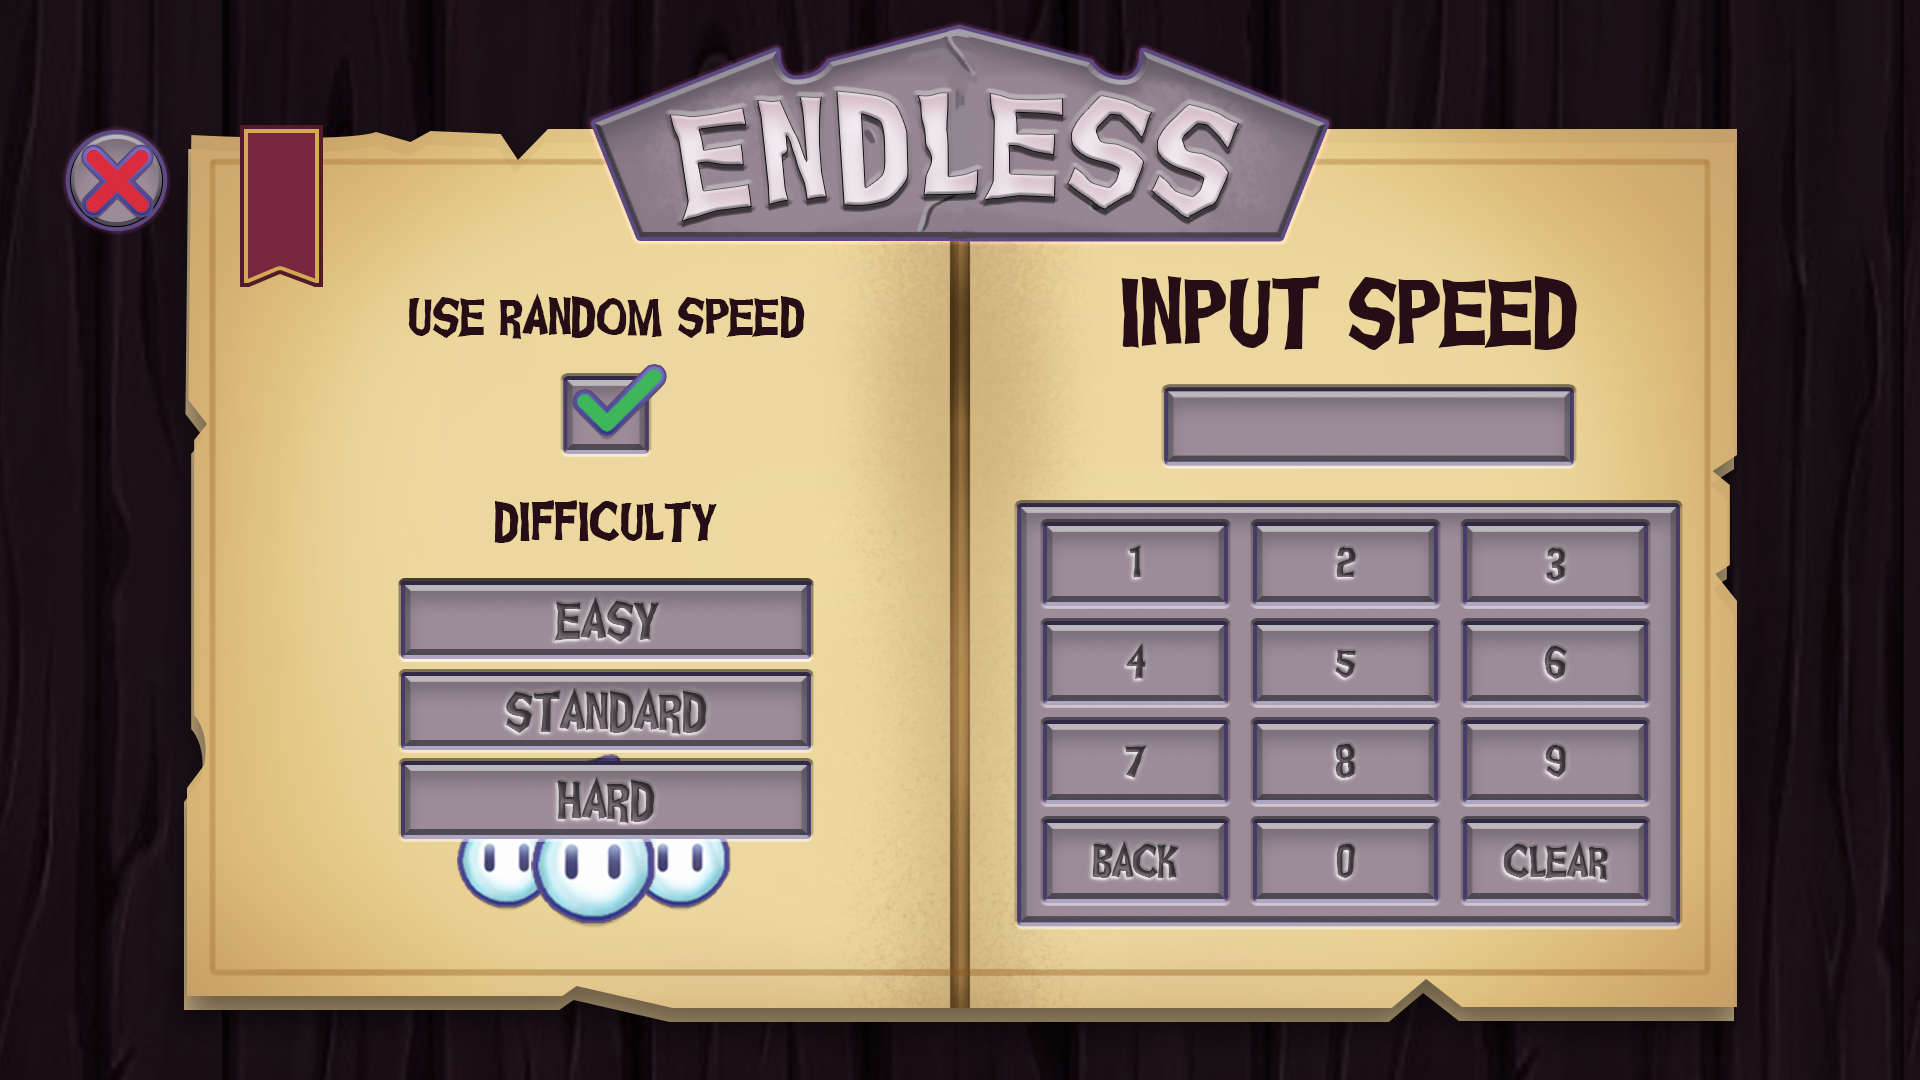 ENDLESS
USE RANDOM SPEED
DIFFICULTY
EASY
STANDARD
HARD
INPUT SPEED
1 2 3
4 5 6
7 8 9
BACK 0 CLEAR